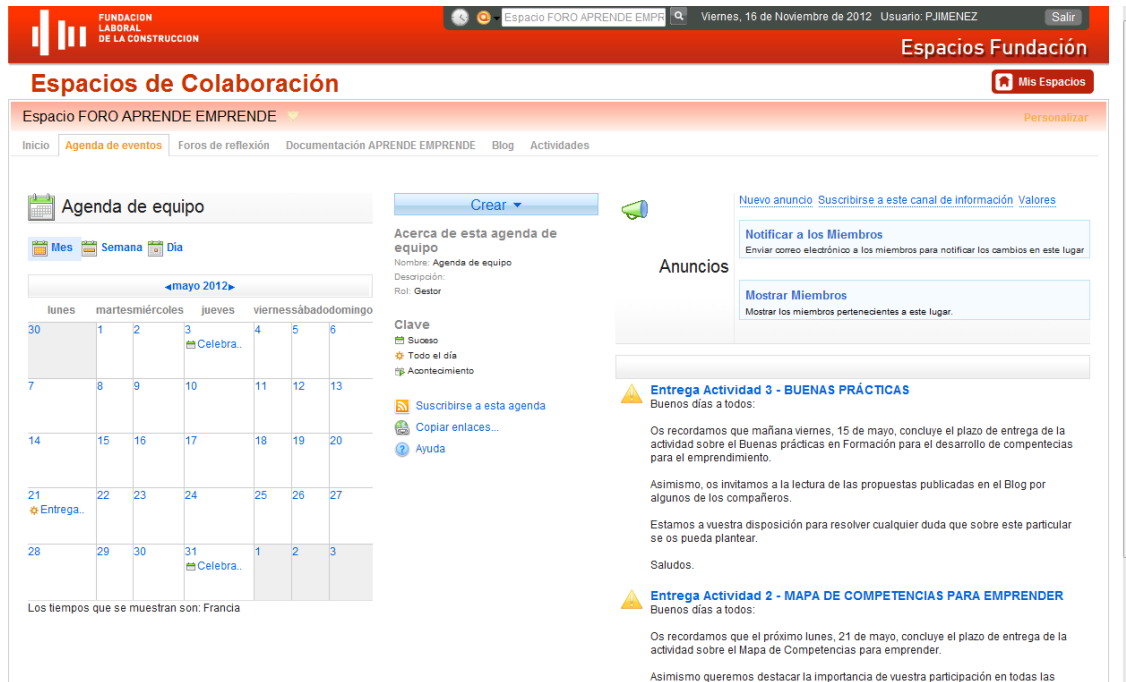 FUNDACION
LABORAL
DE LA CONSTRUCCION
Espacio FORO APRENDE EMPR
Viernes, 16 de Noviembre de 2012 Usuario: PJIMENEZ
Salir
Espacios Fundación
Espacios de Colaboración
Mis Espacios
Espacio FORO APRENDE EMPRENDE
Personalizar
Inicio Agenda de eventos Foros de reflexión Documentación APRENDE EMPRENDE Blog Actividades
Agenda de equipo
Mes Semana Día
mayo 2012
lunes martes miércoles jueves viernes sábado domingo
30 1 2 3 4 5 6
Celebra..
7 8 9 10 11 12 13
14 15 16 17 18 19 20
21 22 23 24 25 26 27
Entrega..
28 29 30 31 1 2 3
Celebra..
Los tiempos que se muestran son: Francia
Crear
Acerca de esta agenda de
equipo
Nombre: Agenda de equipo
Descripción:
Rol: Gestor
Clave
Suceso
Todo el día
Acontecimiento
Suscribirse a esta agenda
Copiar enlaces...
Ayuda
Anuncios
Nuevo anuncio Suscribirse a este canal de información Valores
Notificar a los Miembros
Enviar correo electrónico a los miembros para notificar los cambios en este lugar
Mostrar Miembros
Mostrar los miembros pertenecientes a este lugar.
Entrega Actividad 3 - BUENAS PRÁCTICAS
Buenos días a todos:
Os recordamos que mañana viernes, 15 de mayo, concluye el plazo de entrega de la
actividad sobre el Buenas prácticas en Formación para el desarrollo de compentecias
para el emprendimiento.
Asimismo, os invitamos a la lectura de las propuestas publicadas en el Blog por
algunos de los compañeros.
Estamos a vuestra disposición para resolver cualquier duda que sobre este particular
se os pueda plantear.
Saludos.
Entrega Actividad 2 - MAPA DE COMPETENCIAS PARA EMPRENDER
Buenos días a todos:
Os recordamos que el próximo lunes, 21 de mayo, concluye el plazo de entrega de la
actividad sobre el Mapa de Competencias para emprender.
Asimismo queremos destacar la importancia de vuestra participación en todas las